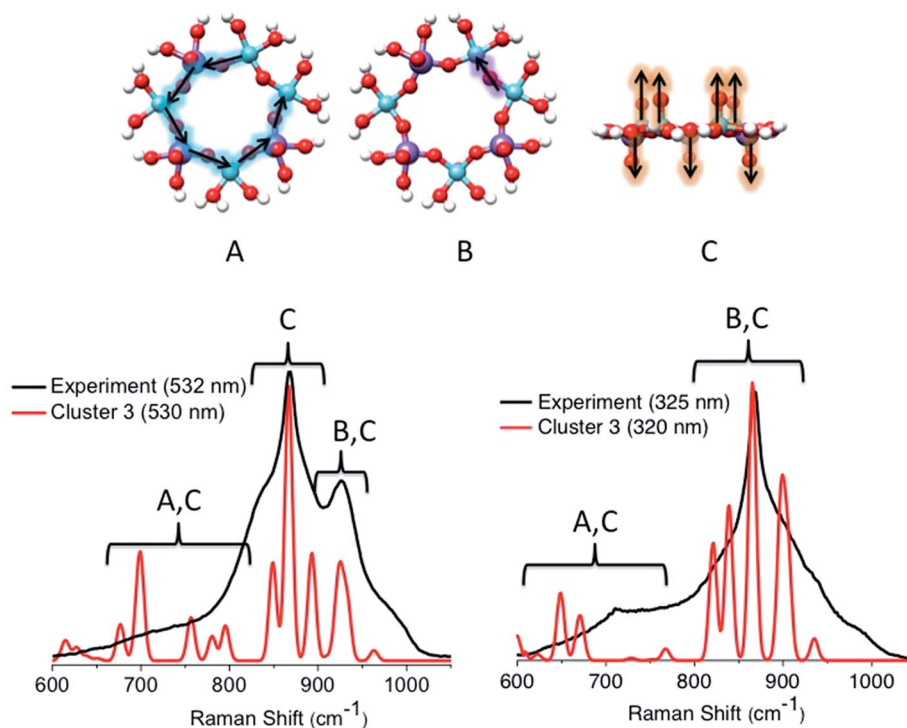 A
B
C
C
Experiment (532 nm)
Cluster 3 (530 nm)
B,C
A,C
600 700 800 900 1000
Raman Shift (cm-1)
B,C
Experiment (325 nm)
Cluster 3 (320 nm)
A,C
600 700 800 900 1000
Raman Shift (cm-1)